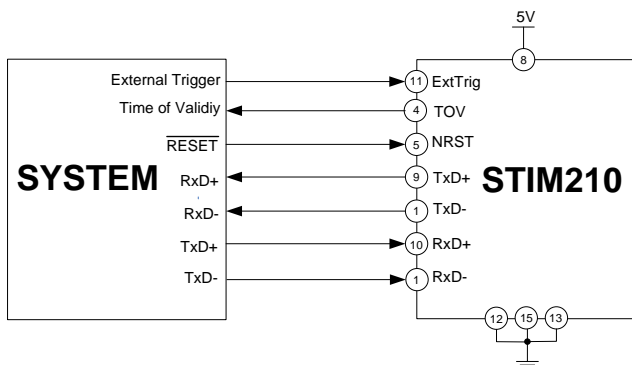 5V
8
External Trigger 11 ExtTrig
Time of Validiy 4 TOV
RESET 5 NRST
SYSTEM STIM210
RxD+ 9 TxD+
RxD- 1 TxD-
TxD+ 10 RxD+
TxD- 1 RxD-
12 15 13